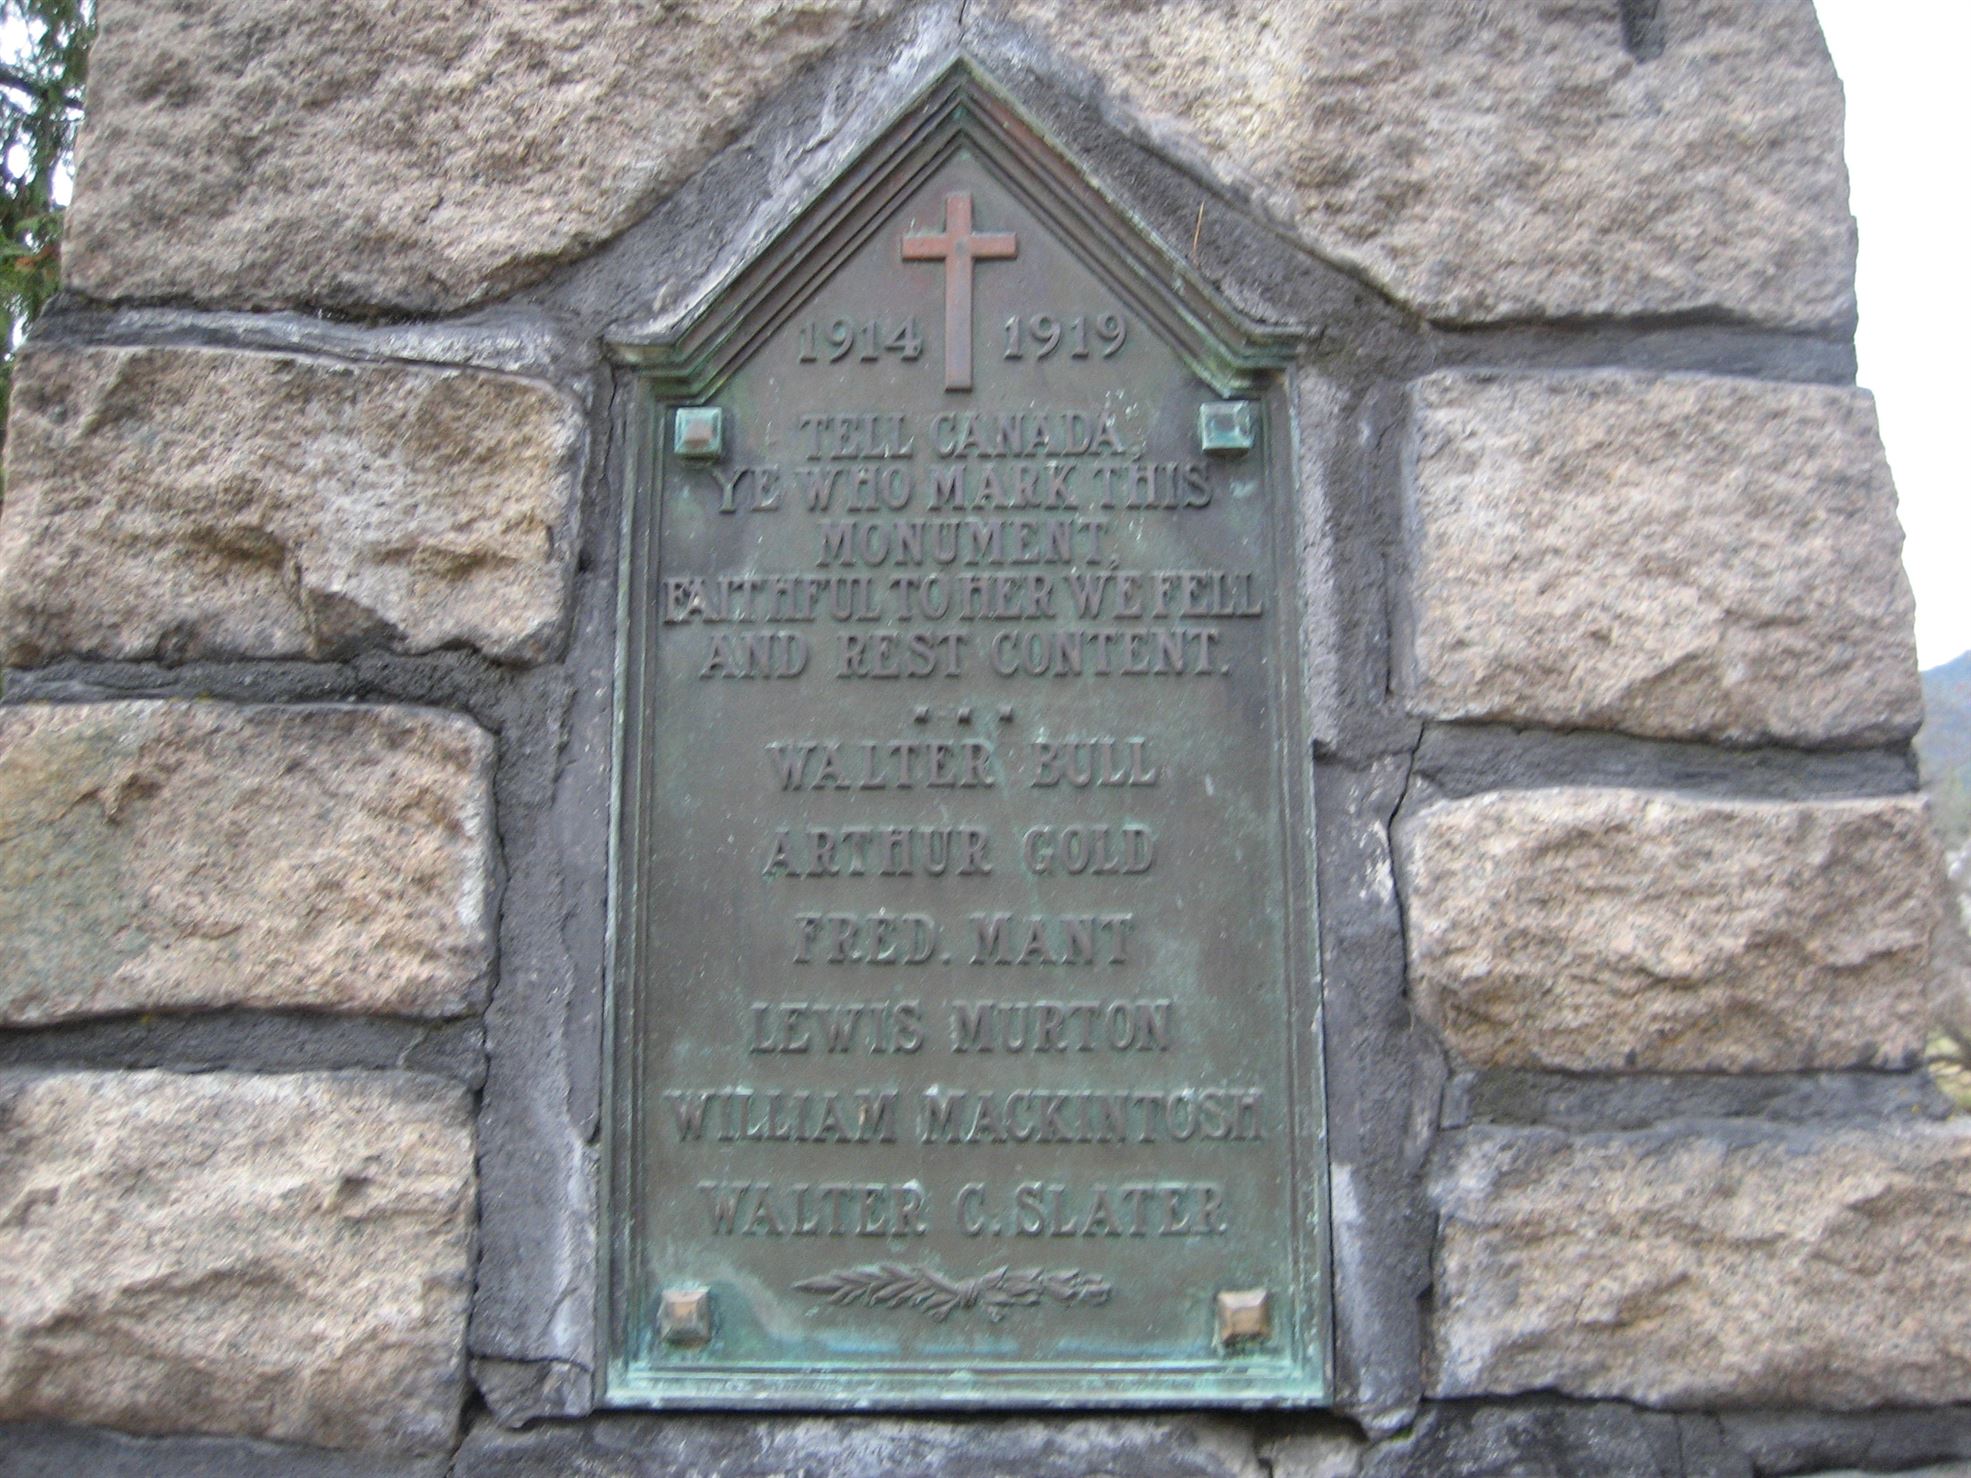 1914 1919
TELL CANADA,
YE WHO MARK THIS
MONUMENT,
FAITHFUL TO HER WE FELL
AND REST CONTENT.
...
WALTER BULL
ARTHUR GOLD
FRED. MANT
LEWIS MURTON
WILLIAM MACKINTOSH
WALTER C. SLATER